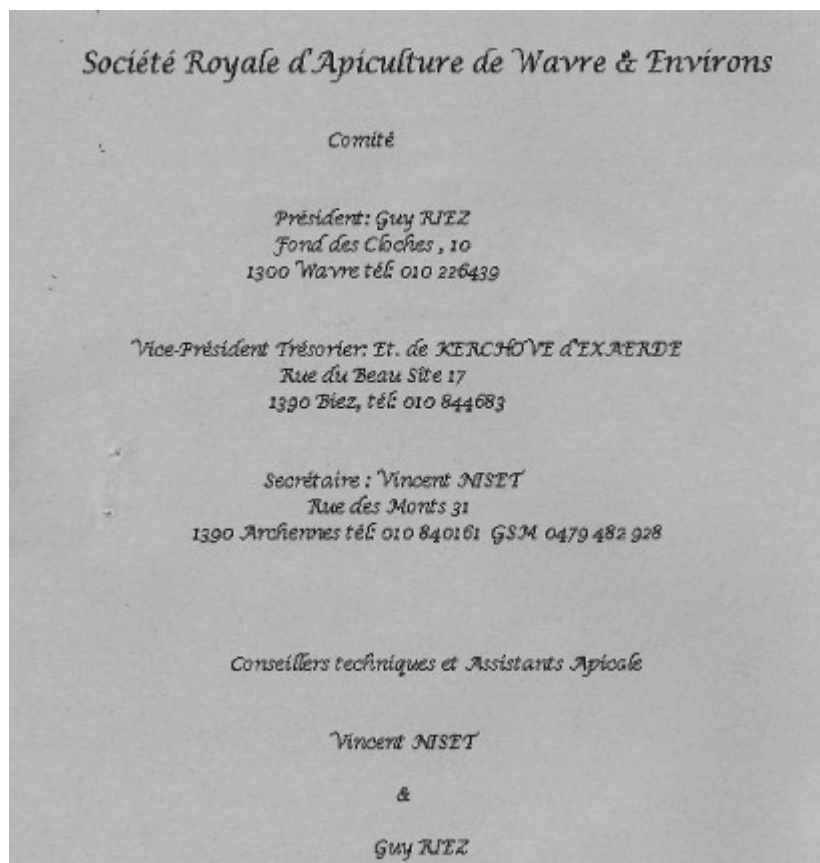 Société Royale d'Apiculture de Wavre & Environs
Comité
Président: Guy RIEZ
Fond des Cloches , 10
1300 Wavre tél: 010 226439
Vice-Président Trésorier: Et. de KERCHOVE d'EXAERDE
Rue du Beau Site 17
1390 Biez, tél: 010 844683
Secrétaire : Vincent NISET
Rue des Monts 31
1390 Archennes tél: 010 840161 GSM 0479 482 928
Conseillers techniques et Assistants Apicole
Vincent NISET
&
Guy RIEZ